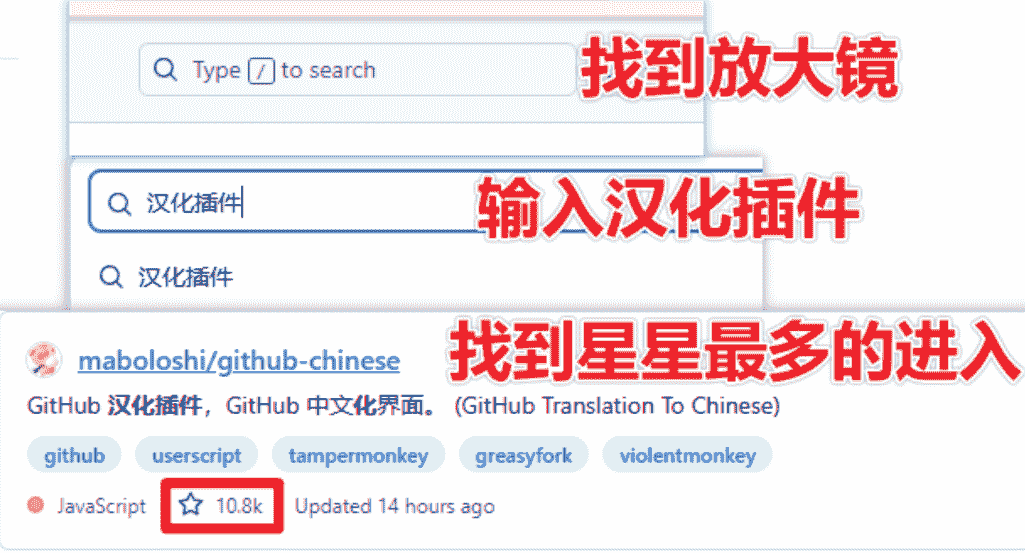 Type / to search
找到放大镜
汉化插件
输入汉化插件
汉化插件
找到星星最多的进入
maboloshi/github-chinese
GitHub 汉化插件，GitHub 中文化界面。 (GitHub Translation To Chinese)
github userscript tampermonkey greasyfork violentmonkey
JavaScript 10.8k Updated 14 hours ago